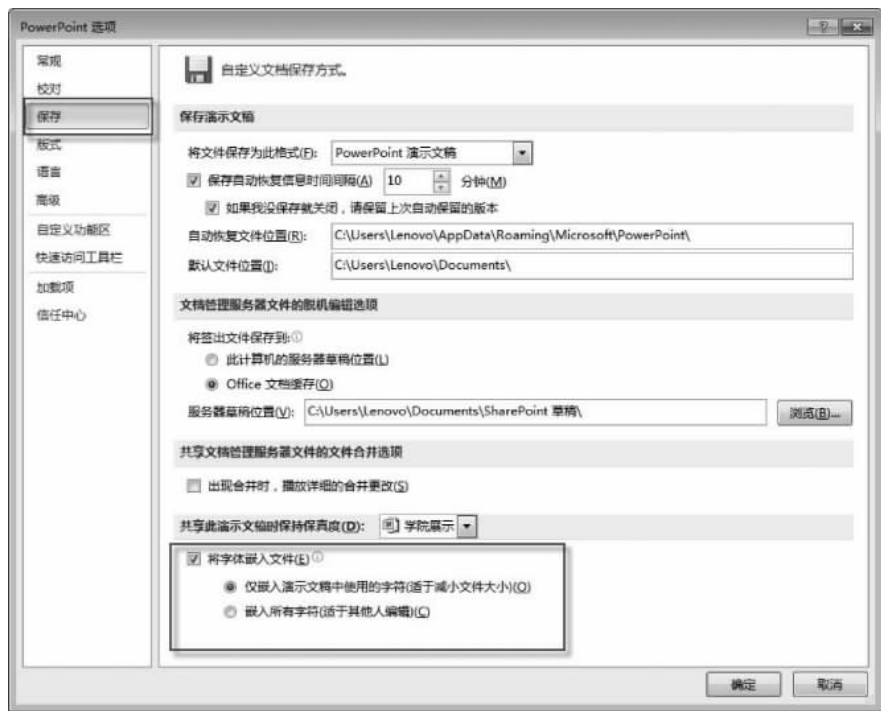 PowerPoint 选项
常规
校对
保存
版式
语言
高级
自定义功能区
快速访问工具栏
加载项
信任中心
自定义文档保存方式。
保存演示文稿
将文件保存为此格式(F): PowerPoint 演示文稿
保存自动恢复信息时间间隔(A) 10 分钟(M)
如果我没保存就关闭，请保留上次自动保留的版本
自动恢复文件位置(R): C:\Users\Lenovo\AppData\Roaming\Microsoft\PowerPoint\
默认文件位置(I): C:\Users\Lenovo\Documents\
文档管理服务器文件的脱机编辑选项
将签出文件保存到:
此计算机的服务器草稿位置(L)
Office 文档缓存(O)
服务器草稿位置(V): C:\Users\Lenovo\Documents\SharePoint 草稿\ 浏览(B)...
共享文档管理服务器文件的文件合并选项
出现合并时，播放详细的合并更改(S)
共享此演示文稿时保持保真度(D): 学院展示
将字体嵌入文件(E)
仅嵌入演示文稿中使用的字符(适于减小文件大小)(O)
嵌入所有字符(适于其他人编辑)(C)
确定 取消